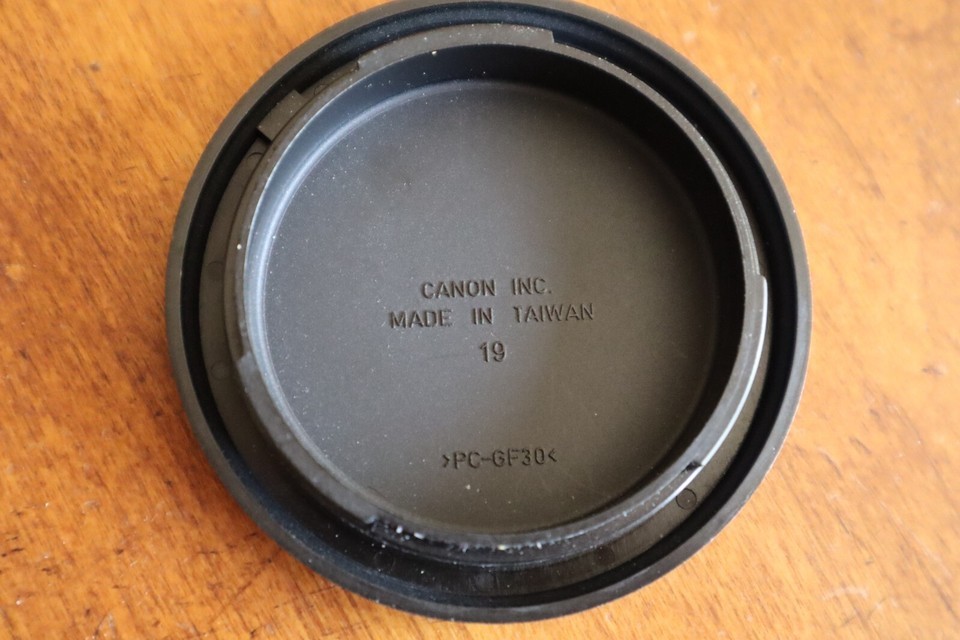 CANON INC.
MADE IN TAIWAN
19
>PC-GF30<